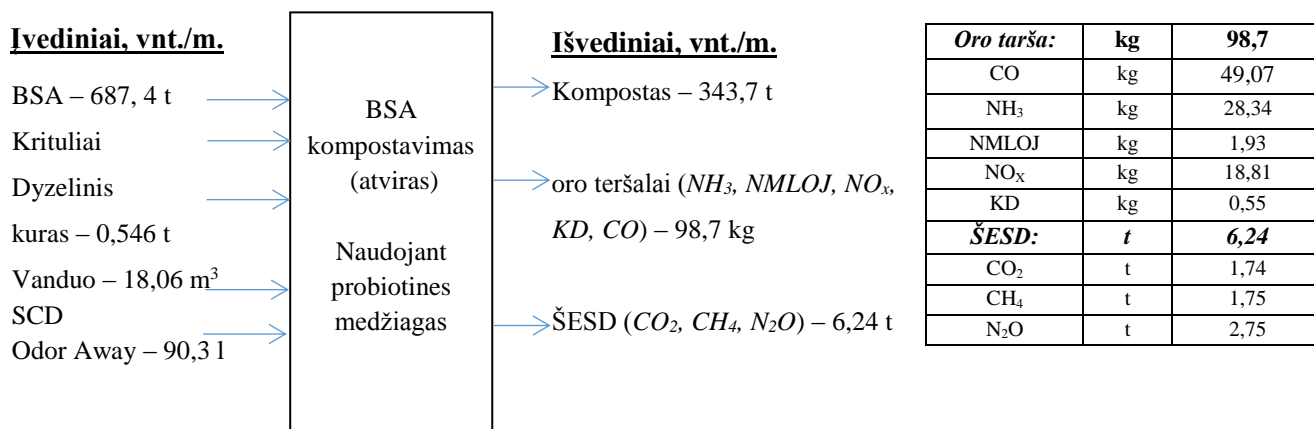 Įvediniai, vnt./m.
BSA – 687, 4 t
Krituliai
Dyzelinis
kuras – 0,546 t
Vanduo – 18,06 m³
SCD
Odor Away – 90,3 l
BSA
kompostavimas
(atviras)
Naudojant
probiotines
medžiagas
Išvediniai, vnt./m.
Kompostas – 343,7 t
oro teršalai (NH₃, NMLOJ, NOₓ,
KD, CO) – 98,7 kg
ŠESD (CO₂, CH₄, N₂O) – 6,24 t
Oro tarša: kg 98,7
CO kg 49,07
NH₃ kg 28,34
NMLOJ kg 1,93
NOX kg 18,81
KD kg 0,55
ŠESD: t 6,24
CO₂ t 1,74
CH₄ t 1,75
N₂O t 2,75